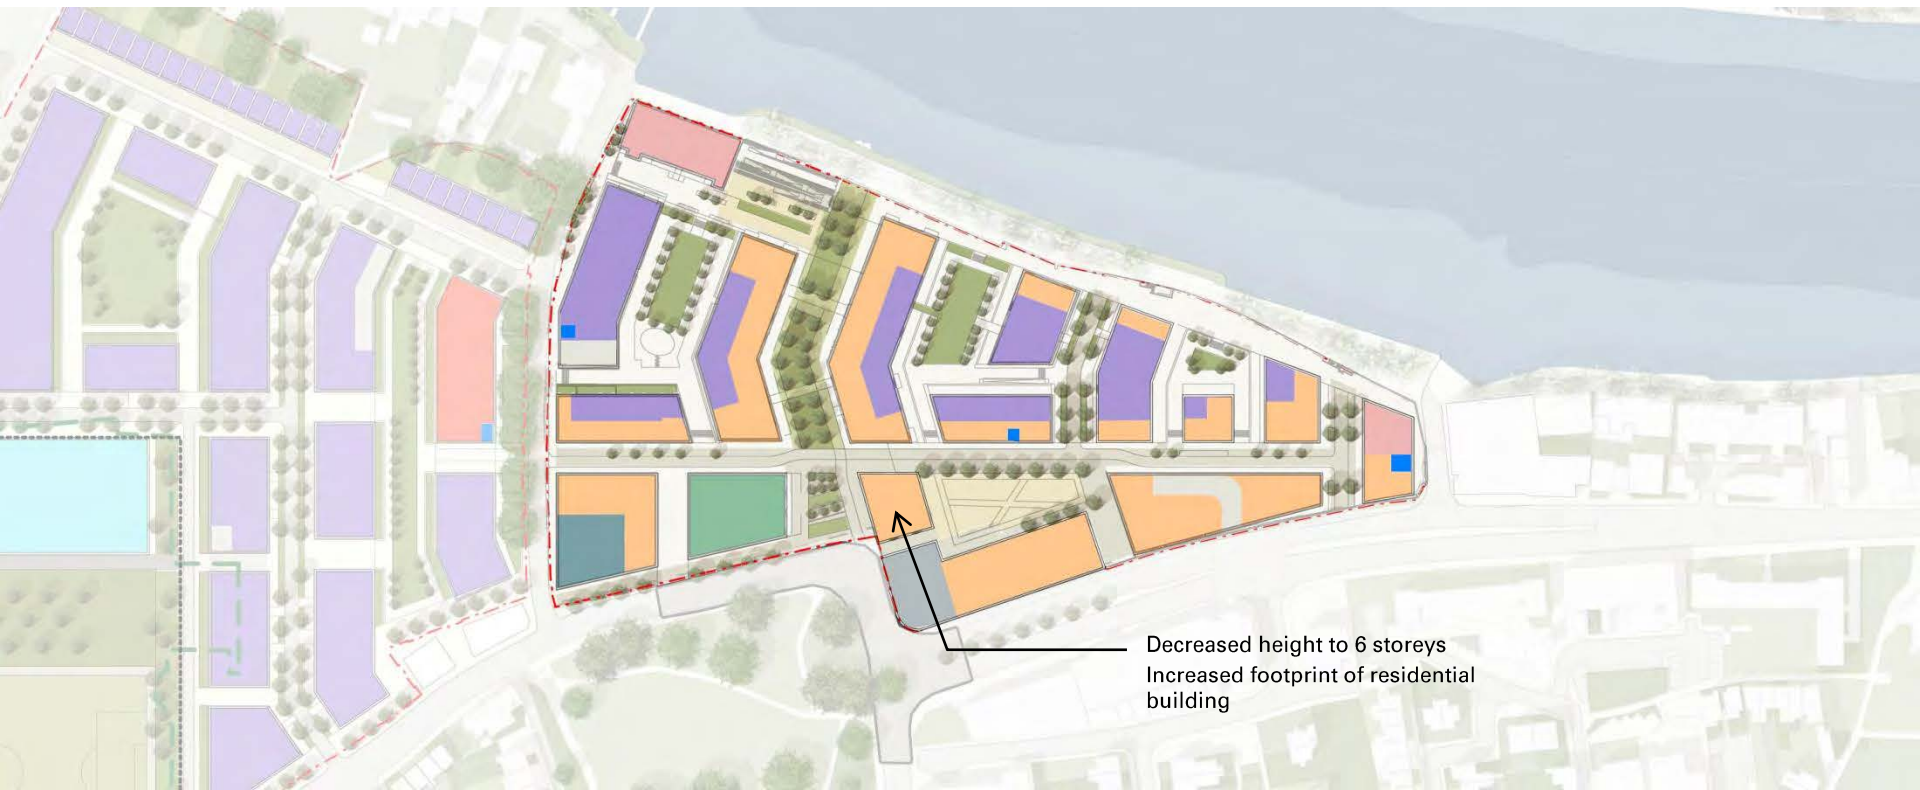 Decreased height to 6 storeys
Increased footprint of residential
building